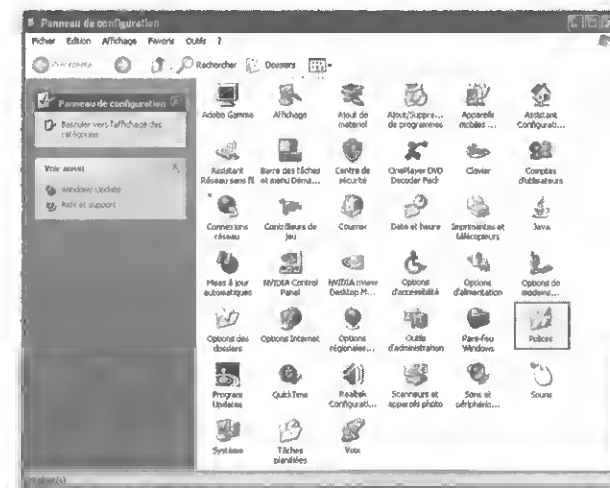 Panneau de configuration
Fichier Edition Affichage Favoris Outils ?
Précédente Rechercher Dossiers
Panneau de configuration
Basculer vers l'affichage des
catégories
Voir aussi
Windows Update
Aide et support
Adobe Gamma Affichage Ajout de
matériel Ajout/Suppre...
de programmes Appareils
mobiles ... Assistant
Configurati...
Assistant
Réseau sans fil Barre des tâches
et menu Déma... Centre de
sécurité OnePlayer DVD
Decoder Pack Clavier Comptes
d'utilisateurs
Connexions
réseau Contrôleurs de
jeu Courrier Date et heure Imprimantes et
télécopieurs Java
Mises à jour
automatiques NVIDIA Control
Panel NVIDIA nView
Desktop M... Options
d'accessibilité Options
d'alimentation Options de
modems...
Options des
dossiers Options Internet Options
régionales... Outils
d'administration Pare-feu
Windows Polices
Program
Updates QuickTime Realtek
Configurati... Scanneurs et
appareils photo Sons et
périphériq... Souris
Système Tâches
planifiées Voix
objet(s)